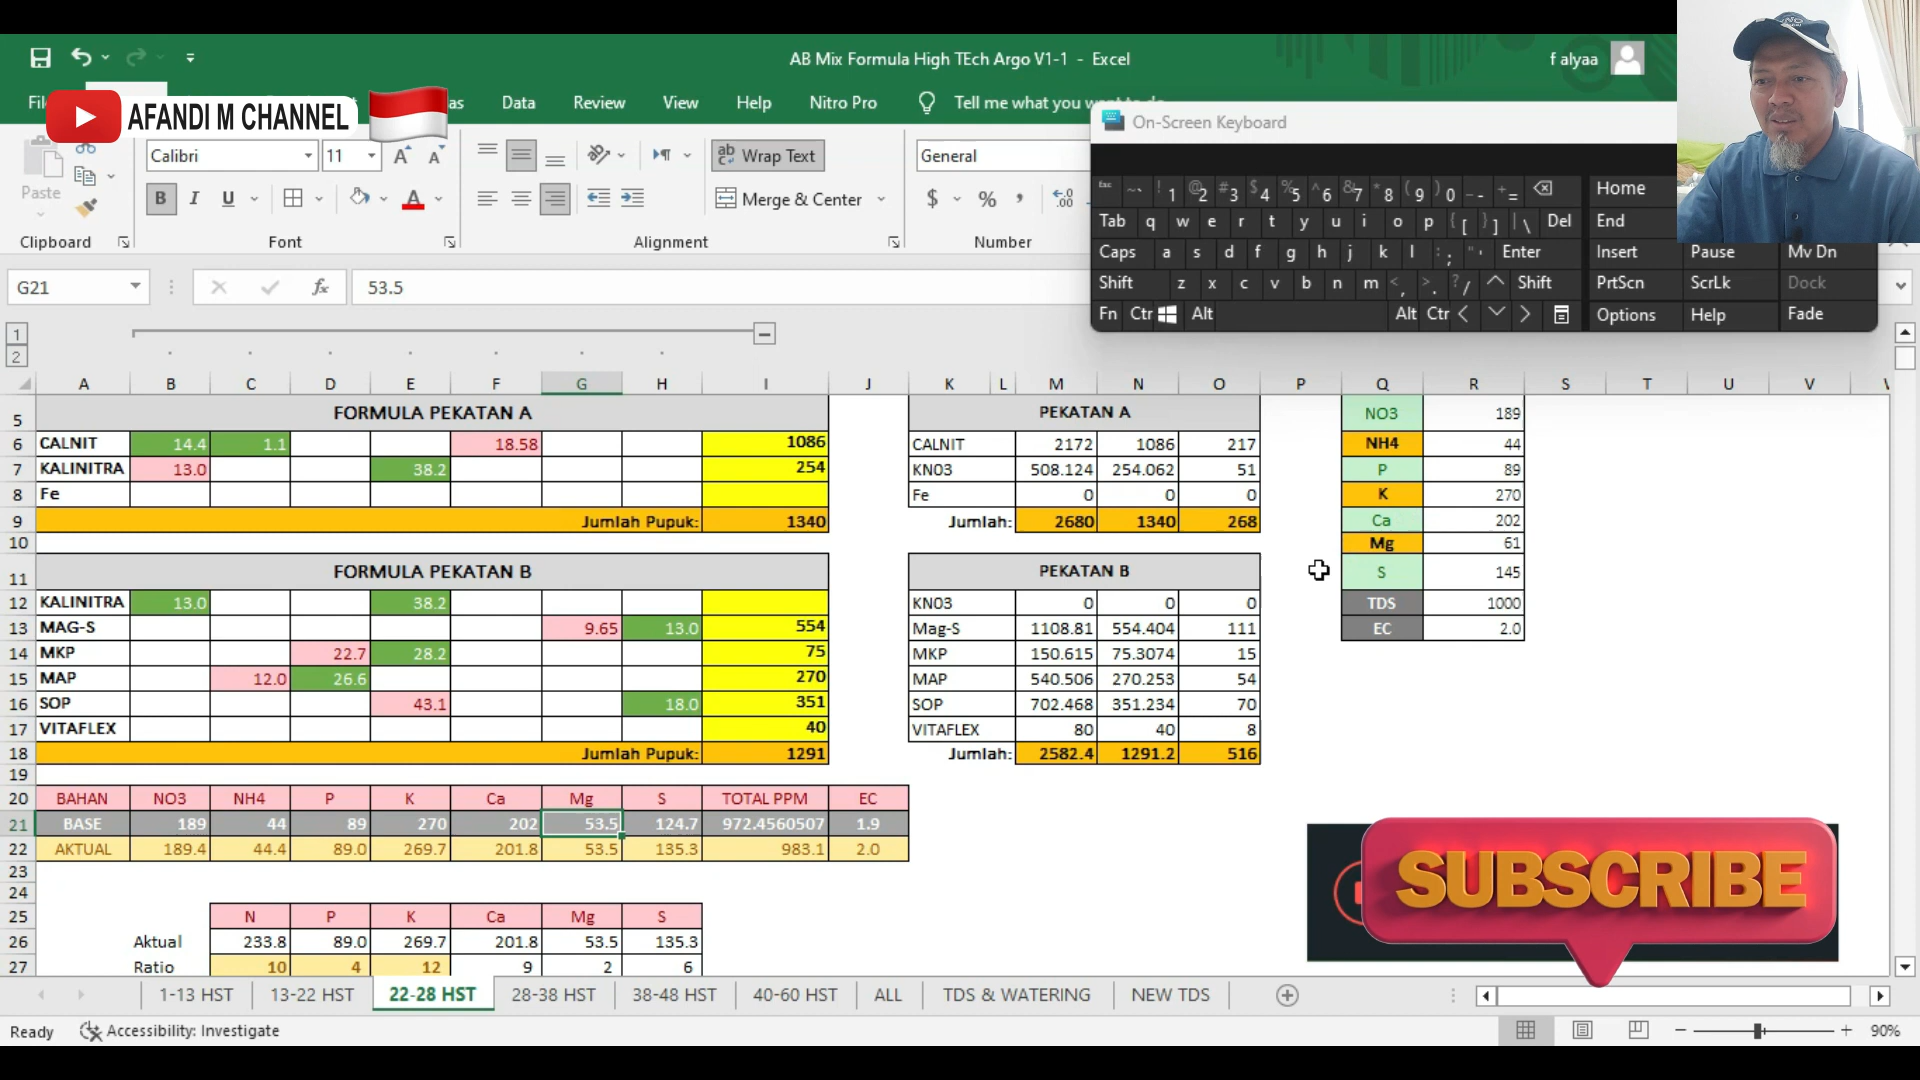 AB Mix Formula High TEch Argo V1-1 - Excel
f alyaa
AFANDI M CHANNEL
Data Review View Help Nitro Pro Tell me what you
On-Screen Keyboard
Calibri 11
Wrap Text
General
Paste
B I U
Merge & Center
$ % ,
Clipboard Font Alignment Number
Home
Tab q w e r t y u i o p Del End
Caps a s d f g h j k l Enter Insert Pause Mv Dn
Shift z x c v b n m Shift PrtScn ScrLk Dock
Fn Ctr Alt Alt Ctr Options Help Fade
G21 fx 53.5
1
2
A B C D E F G H I J K L M N O P Q R S T U V
5 FORMULA PEKATAN A PEKATAN A NO3 189
6 CALNIT 14.4 1.1 18.58 1086 CALNIT 2172 1086 217 NH4 44
7 KALINITRA 13.0 38.2 254 KN03 508.124 254.062 51 P 89
8 Fe Fe 0 0 0 K 270
9 Jumlah Pupuk: 1340 Jumlah: 2680 1340 268 Ca 202
10 Mg 61
11 FORMULA PEKATAN B PEKATAN B S 145
12 KALINITRA 13.0 38.2 KN03 0 0 0 TDS 1000
13 MAG-S 9.65 13.0 554 Mag-S 1108.81 554.404 111 EC 2.0
14 MKP 22.7 28.2 75 MKP 150.615 75.3074 15
15 MAP 12.0 26.6 270 MAP 540.506 270.253 54
16 SOP 43.1 18.0 351 SOP 702.468 351.234 70
17 VITAFLEX 40 VITAFLEX 80 40 8
18 Jumlah Pupuk: 1291 Jumlah: 2582.4 1291.2 516
19
20 BAHAN NO3 NH4 P K Ca Mg S TOTAL PPM EC
21 BASE 189 44 89 270 202 53.5 124.7 972.4560507 1.9
22 AKTUAL 189.4 44.4 89.0 269.7 201.8 53.5 135.3 983.1 2.0
23
24
25 N P K Ca Mg S
26 Aktual 233.8 89.0 269.7 201.8 53.5 135.3
27 Ratio 10 4 12 9 2 6
SUBSCRIBE
1-13 HST 13-22 HST 22-28 HST 28-38 HST 38-48 HST 40-60 HST ALL TDS & WATERING NEW TDS
Ready Accessibility: Investigate 90%